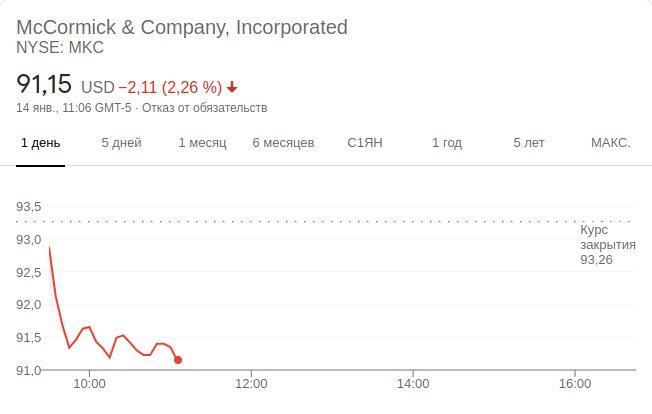 McCormick & Company, Incorporated
NYSE: MKC
91,15 USD −2,11 (2,26 %)
14 янв., 11:06 GMT-5 · Отказ от обязательств
1 день 5 дней 1 месяц 6 месяцев С1ЯН 1 год 5 лет МАКС.
93,5
Курс
закрытия
93,26
93,0
92,5
92,0
91,5
91,0
10:00 12:00 14:00 16:00